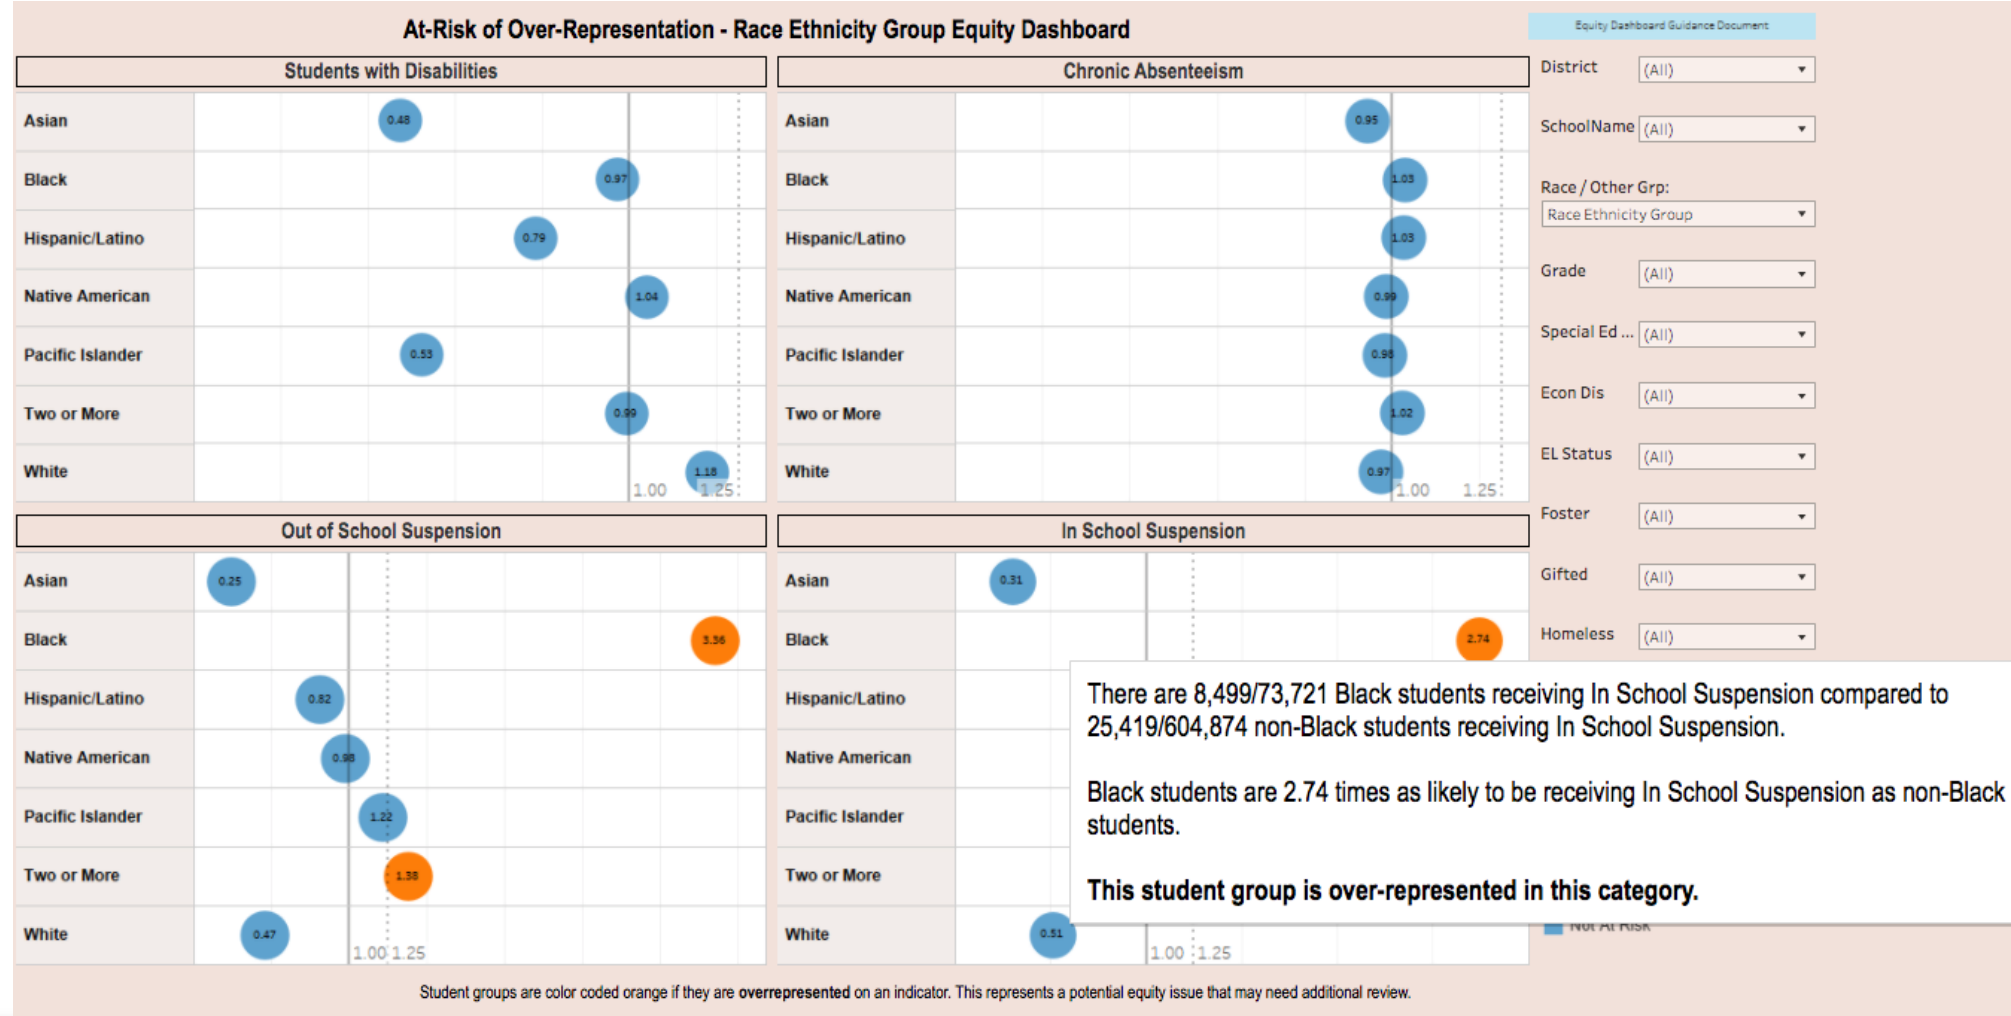 At-Risk of Over-Representation - Race Ethnicity Group Equity Dashboard
Equity Dashboard Guidance Document
Students with Disabilities
Asian
0.48
Black
0.97
Hispanic/Latino
0.79
Native American
1.04
Pacific Islander
0.53
Two or More
0.99
White
1.18
1.00
1.25
Chronic Absenteeism
Asian
0.95
Black
1.03
Hispanic/Latino
1.03
Native American
0.99
Pacific Islander
0.98
Two or More
1.02
White
0.97
1.00
1.25
Out of School Suspension
Asian
0.25
Black
3.36
Hispanic/Latino
0.82
Native American
0.98
Pacific Islander
1.22
Two or More
1.38
White
0.47
1.00
1.25
In School Suspension
Asian
0.31
Black
2.74
Hispanic/Latino
Native American
Pacific Islander
Two or More
White
0.51
1.00
1.25
District (All)
SchoolName (All)
Race / Other Grp:
Race Ethnicity Group
Grade (All)
Special Ed ... (All)
Econ Dis (All)
EL Status (All)
Foster (All)
Gifted (All)
Homeless (All)
There are 8,499/73,721 Black students receiving In School Suspension compared to
25,419/604,874 non-Black students receiving In School Suspension.
Black students are 2.74 times as likely to be receiving In School Suspension as non-Black
students.
This student group is over-represented in this category.
Not At Risk
Student groups are color coded orange if they are overrepresented on an indicator. This represents a potential equity issue that may need additional review.